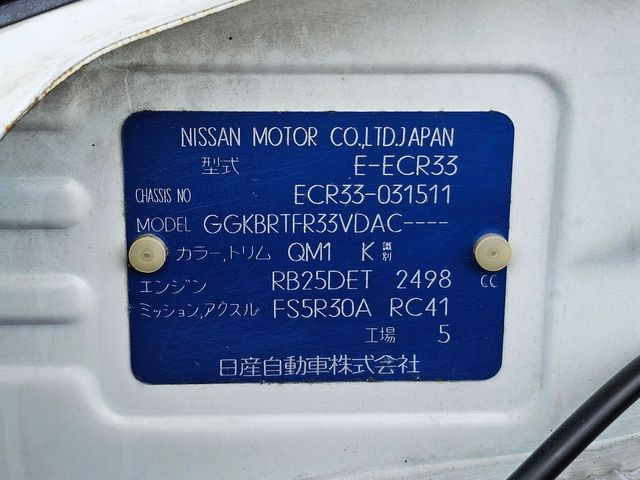 NISSAN MOTOR CO.,LTD.JAPAN
型式 E-ECR33
CHASSIS NO ECR33-031511
MODEL GGKBRTFR33VDAC----
カラー,トリム QM1 K 識別
エンジン RB25DET 2498 CC
ミッション,アクスル FS5R30A RC41
工場 5
日産自動車株式会社